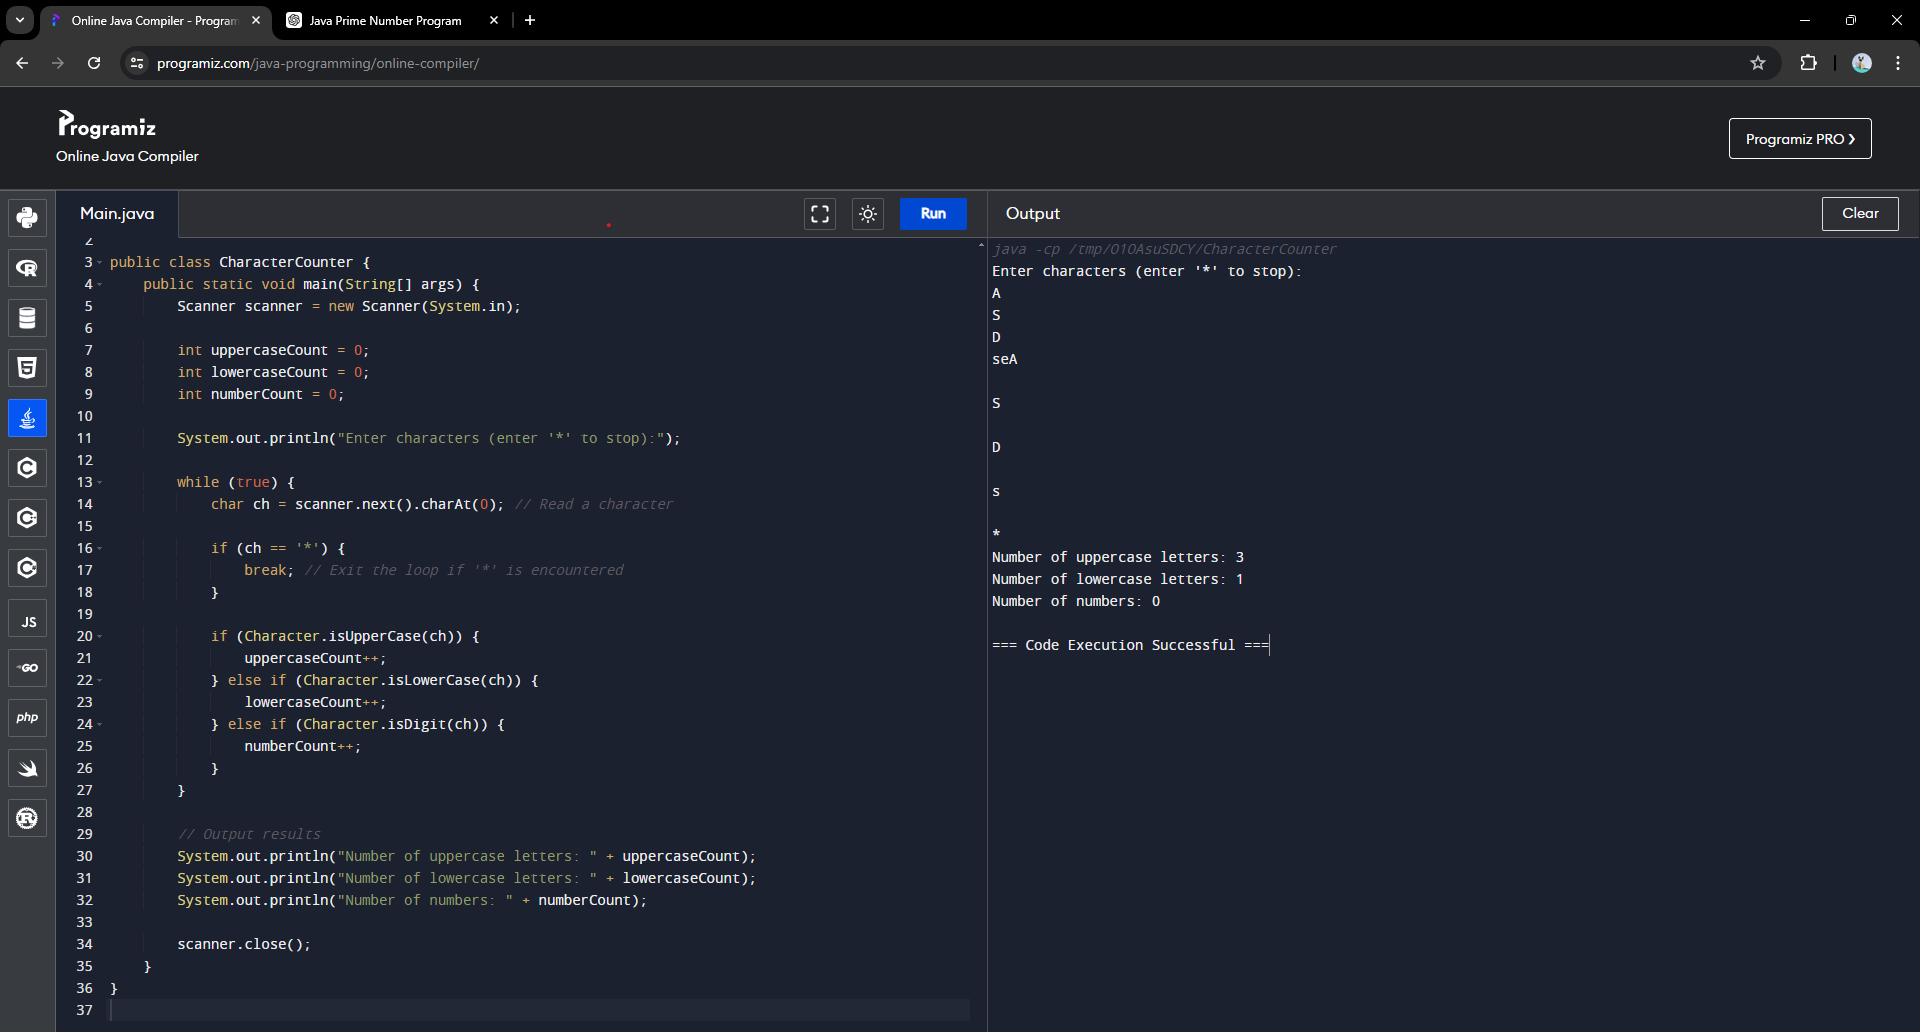 Online Java Compiler - Program
Java Prime Number Program
programiz.com/java-programming/online-compiler/
Programiz
Online Java Compiler
Programiz PRO
Main.java
Run
Output
Clear
2
3 public class CharacterCounter {
4     public static void main(String[] args) {
5         Scanner scanner = new Scanner(System.in);
6
7         int uppercaseCount = 0;
8         int lowercaseCount = 0;
9         int numberCount = 0;
10
11         System.out.println("Enter characters (enter '*' to stop):");
12
13         while (true) {
14             char ch = scanner.next().charAt(0); // Read a character
15
16             if (ch == '*') {
17                 break; // Exit the loop if '*' is encountered
18             }
19
20             if (Character.isUpperCase(ch)) {
21                 uppercaseCount++;
22             } else if (Character.isLowerCase(ch)) {
23                 lowercaseCount++;
24             } else if (Character.isDigit(ch)) {
25                 numberCount++;
26             }
27         }
28
29         // Output results
30         System.out.println("Number of uppercase letters: " + uppercaseCount);
31         System.out.println("Number of lowercase letters: " + lowercaseCount);
32         System.out.println("Number of numbers: " + numberCount);
33
34         scanner.close();
35     }
36 }
37
java -cp /tmp/O1OAsuSDCY/CharacterCounter
Enter characters (enter '*' to stop):
A
S
D
seA
S
D
s
*
Number of uppercase letters: 3
Number of lowercase letters: 1
Number of numbers: 0
=== Code Execution Successful ===
R
5
C
C
C
JS
GO
php
R